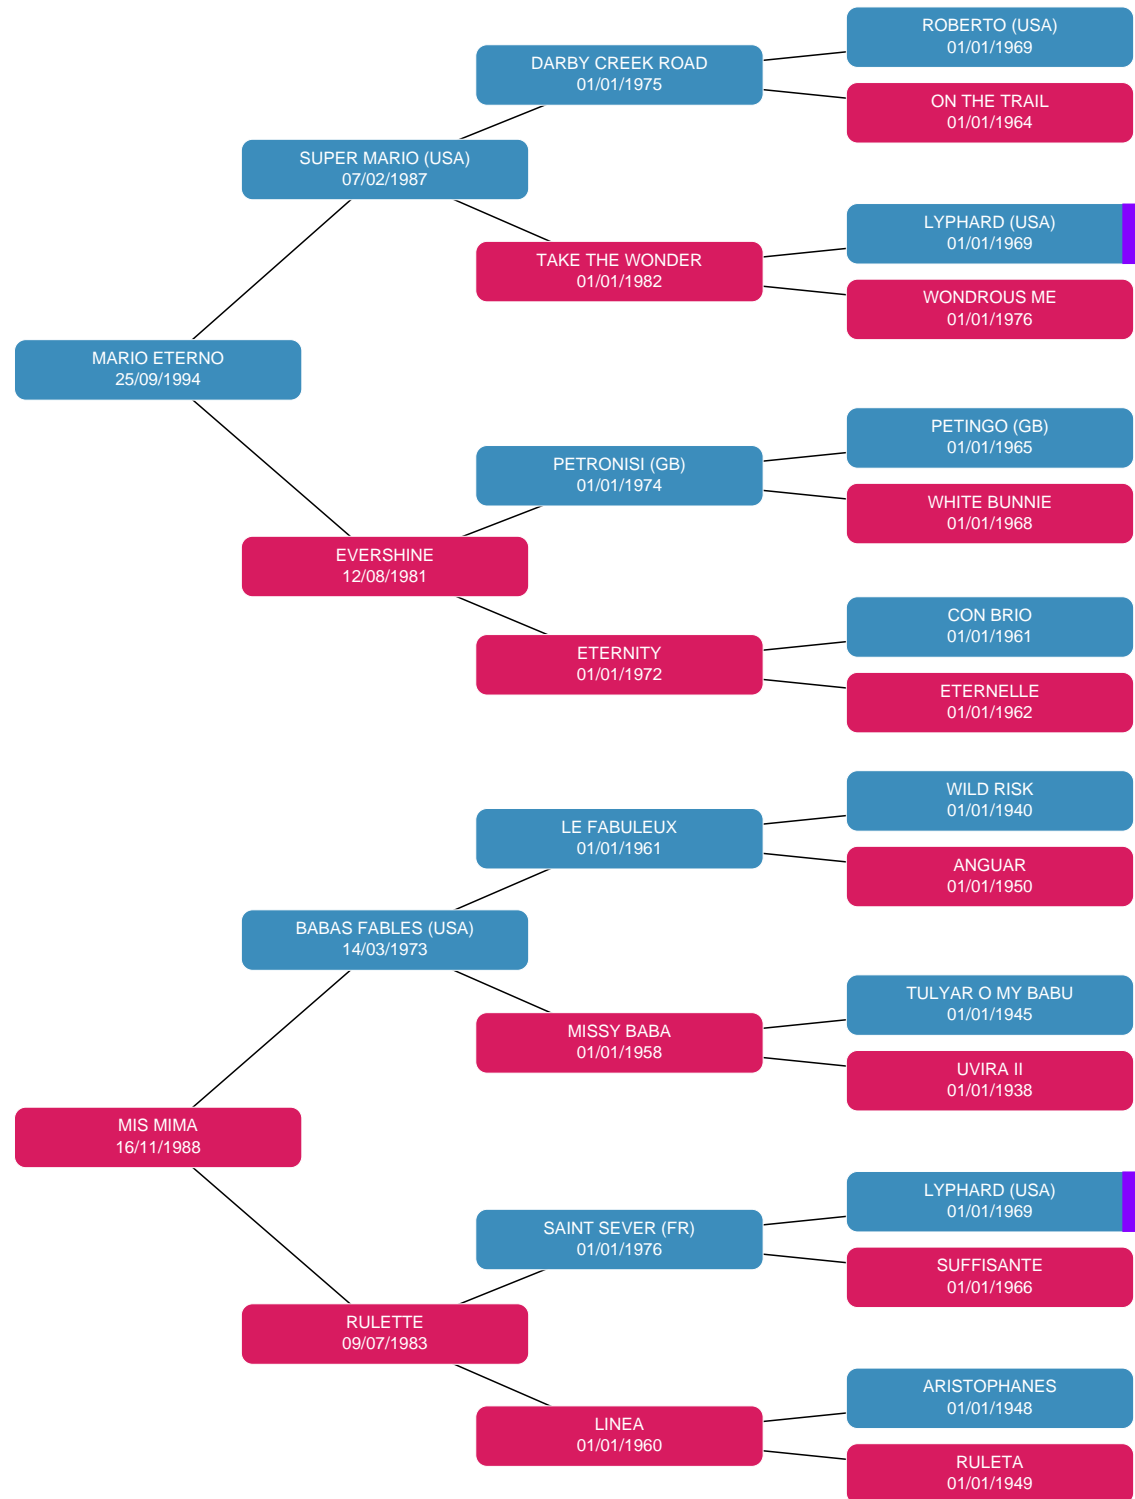 ROBERTO (USA)
01/01/1969
DARBY CREEK ROAD
01/01/1975
ON THE TRAIL
01/01/1964
SUPER MARIO (USA)
07/02/1987
LYPHARD (USA)
01/01/1969
TAKE THE WONDER
01/01/1982
WONDROUS ME
01/01/1976
MARIO ETERNO
25/09/1994
PETINGO (GB)
01/01/1965
PETRONISI (GB)
01/01/1974
WHITE BUNNIE
01/01/1968
EVERSHINE
12/08/1981
CON BRIO
01/01/1961
ETERNITY
01/01/1972
ETERNELLE
01/01/1962
WILD RISK
01/01/1940
LE FABULEUX
01/01/1961
ANGUAR
01/01/1950
BABAS FABLES (USA)
14/03/1973
TULYAR O MY BABU
01/01/1945
MISSY BABA
01/01/1958
UVIRA II
01/01/1938
MIS MIMA
16/11/1988
LYPHARD (USA)
01/01/1969
SAINT SEVER (FR)
01/01/1976
SUFFISANTE
01/01/1966
RULETTE
09/07/1983
ARISTOPHANES
01/01/1948
LINEA
01/01/1960
RULETA
01/01/1949